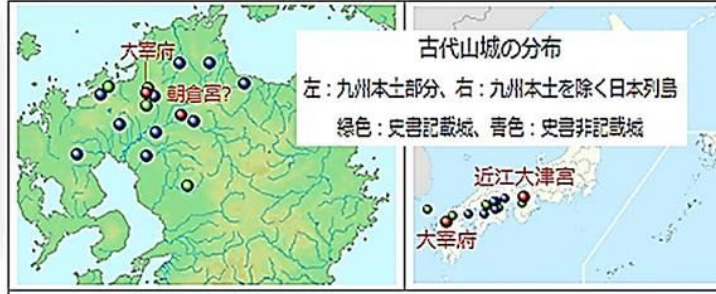 大宰府
朝倉宮?
古代山城の分布
左：九州本土部分、右：九州本土を除く日本列島
緑色：史書記載城、青色：史書非記載城
近江大津宮
大宰府